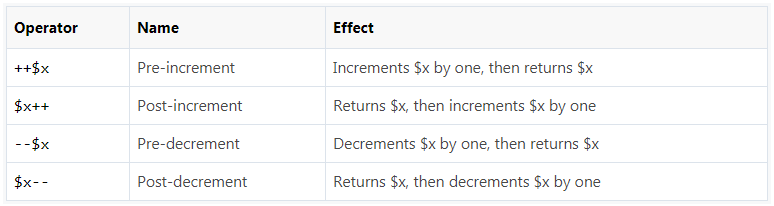 Operator Name Effect
++$x Pre-increment Increments $x by one, then returns $x
$x++ Post-increment Returns $x, then increments $x by one
--$x Pre-decrement Decrements $x by one, then returns $x
$x-- Post-decrement Returns $x, then decrements $x by one